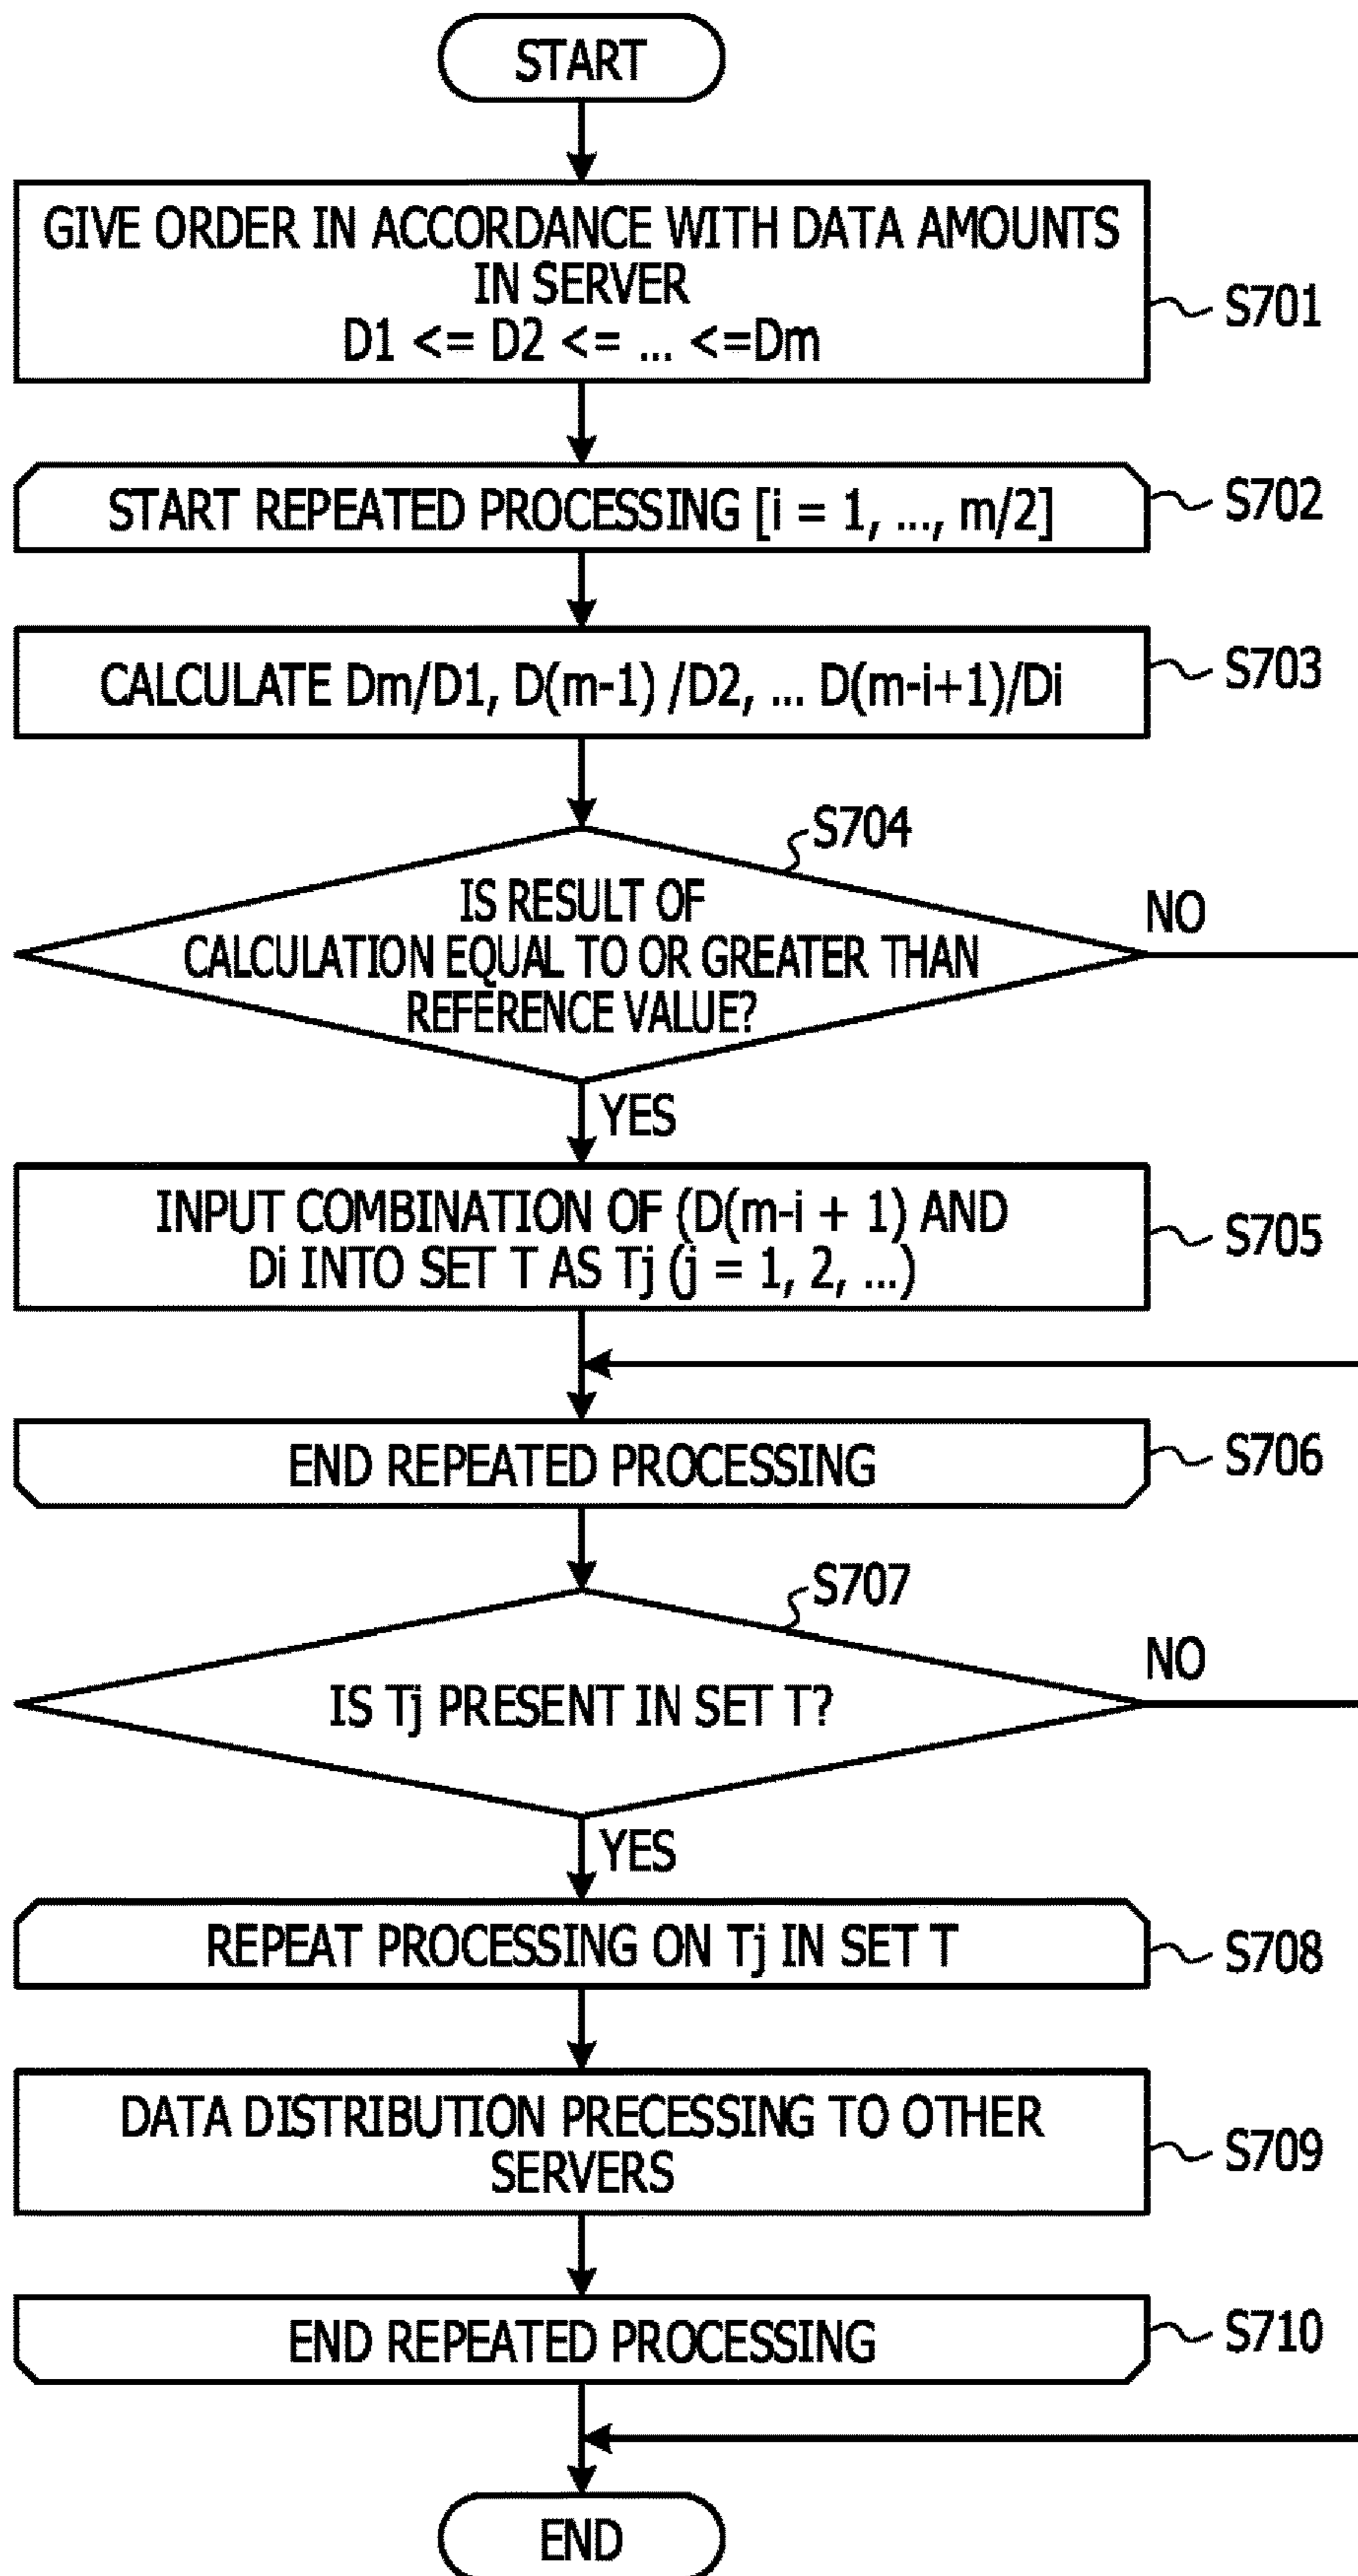 START
GIVE ORDER IN ACCORDANCE WITH DATA AMOUNTS
IN SERVER
D1 <= D2 <= ... <=Dm
S701
START REPEATED PROCESSING [i = 1, ..., m/2]
S702
CALCULATE Dm/D1, D(m-1) /D2, ... D(m-i+1)/Di
S703
S704
IS RESULT OF
CALCULATION EQUAL TO OR GREATER THAN
REFERENCE VALUE?
NO
YES
INPUT COMBINATION OF (D(m-i + 1) AND
Di INTO SET T AS Tj (j = 1, 2, ...)
S705
END REPEATED PROCESSING
S706
S707
IS Tj PRESENT IN SET T?
NO
YES
REPEAT PROCESSING ON Tj IN SET T
S708
DATA DISTRIBUTION PRECESSING TO OTHER
SERVERS
S709
END REPEATED PROCESSING
S710
END